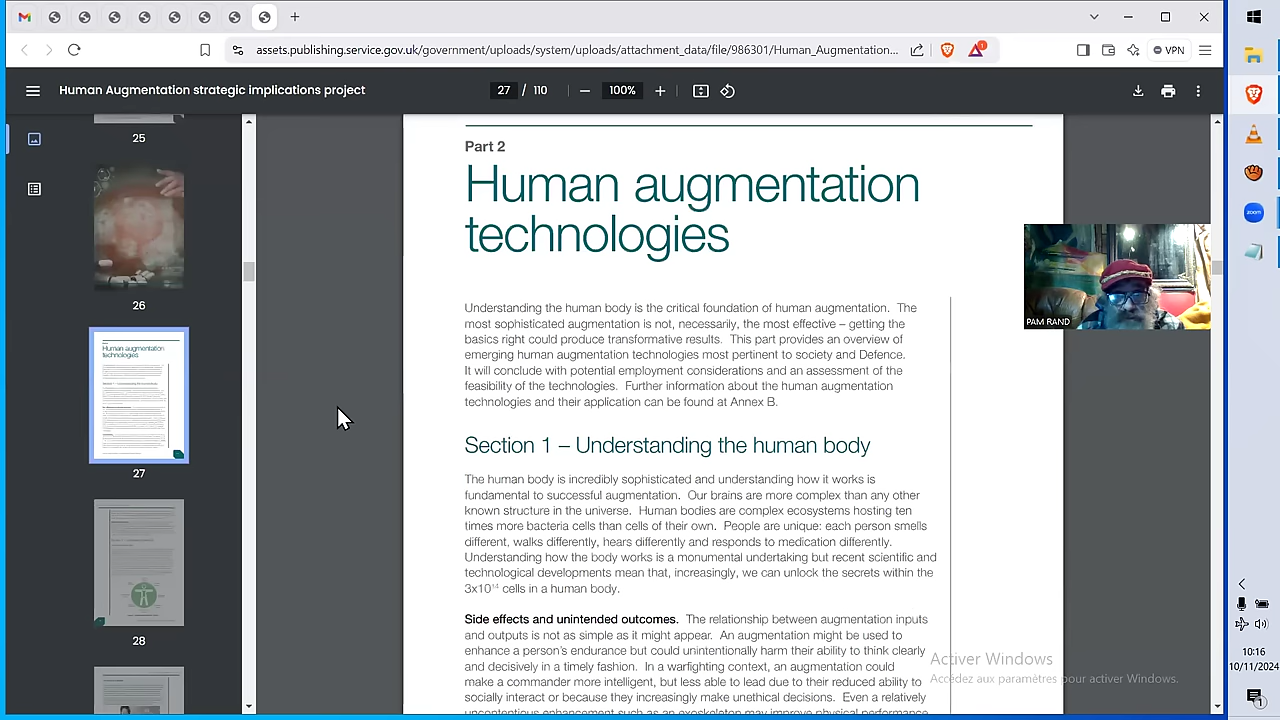 assets.publishing.service.gov.uk/government/uploads/system/uploads/attachment_data/file/986301/Human_Augmentation...
1
VPN
Human Augmentation strategic implications project
27 / 110
100%
25
26
27
28
Part 2
Human augmentation
technologies
Understanding the human body is the critical foundation of human augmentation. The
most sophisticated augmentation is not, necessarily, the most effective – getting the
basics right could produce transformative results. This part provides an overview of
emerging human augmentation technologies most pertinent to society and Defence.
It will conclude with potential employment considerations and an assessment of the
feasibility of the technologies. Further information about the human augmentation
technologies and their application can be found at Annex B.
Section 1 – Understanding the human body
The human body is incredibly sophisticated and understanding how it works is
fundamental to successful augmentation. Our brains are more complex than any other
known structure in the universe. Human bodies are complex ecosystems hosting ten
times more bacteria cells than cells of their own. People are unique: each person smells
different, walks differently, hears differently and responds to medication differently.
Understanding how the body works is a monumental undertaking but recent scientific and
technological developments mean that, increasingly, we can unlock the secrets within the
3x10¹⁴ cells in a human body.
Side effects and unintended outcomes. The relationship between augmentation inputs
and outputs is not as simple as it might appear. An augmentation might be used to
enhance a person's endurance but could unintentionally harm their ability to think clearly
and decisively in a timely fashion. In a warfighting context, an augmentation could
make a commander more intelligent, but less able to lead due to their reduced ability to
socially interact or because they increasingly make unethical decisions. Even a relatively
uncontentious enhancement such as an exoskeleton may improve physical performance
PAM RAND
Activer Windows
Accédez aux paramètres pour activer Windows.
zoom
10:16
10/11/2024